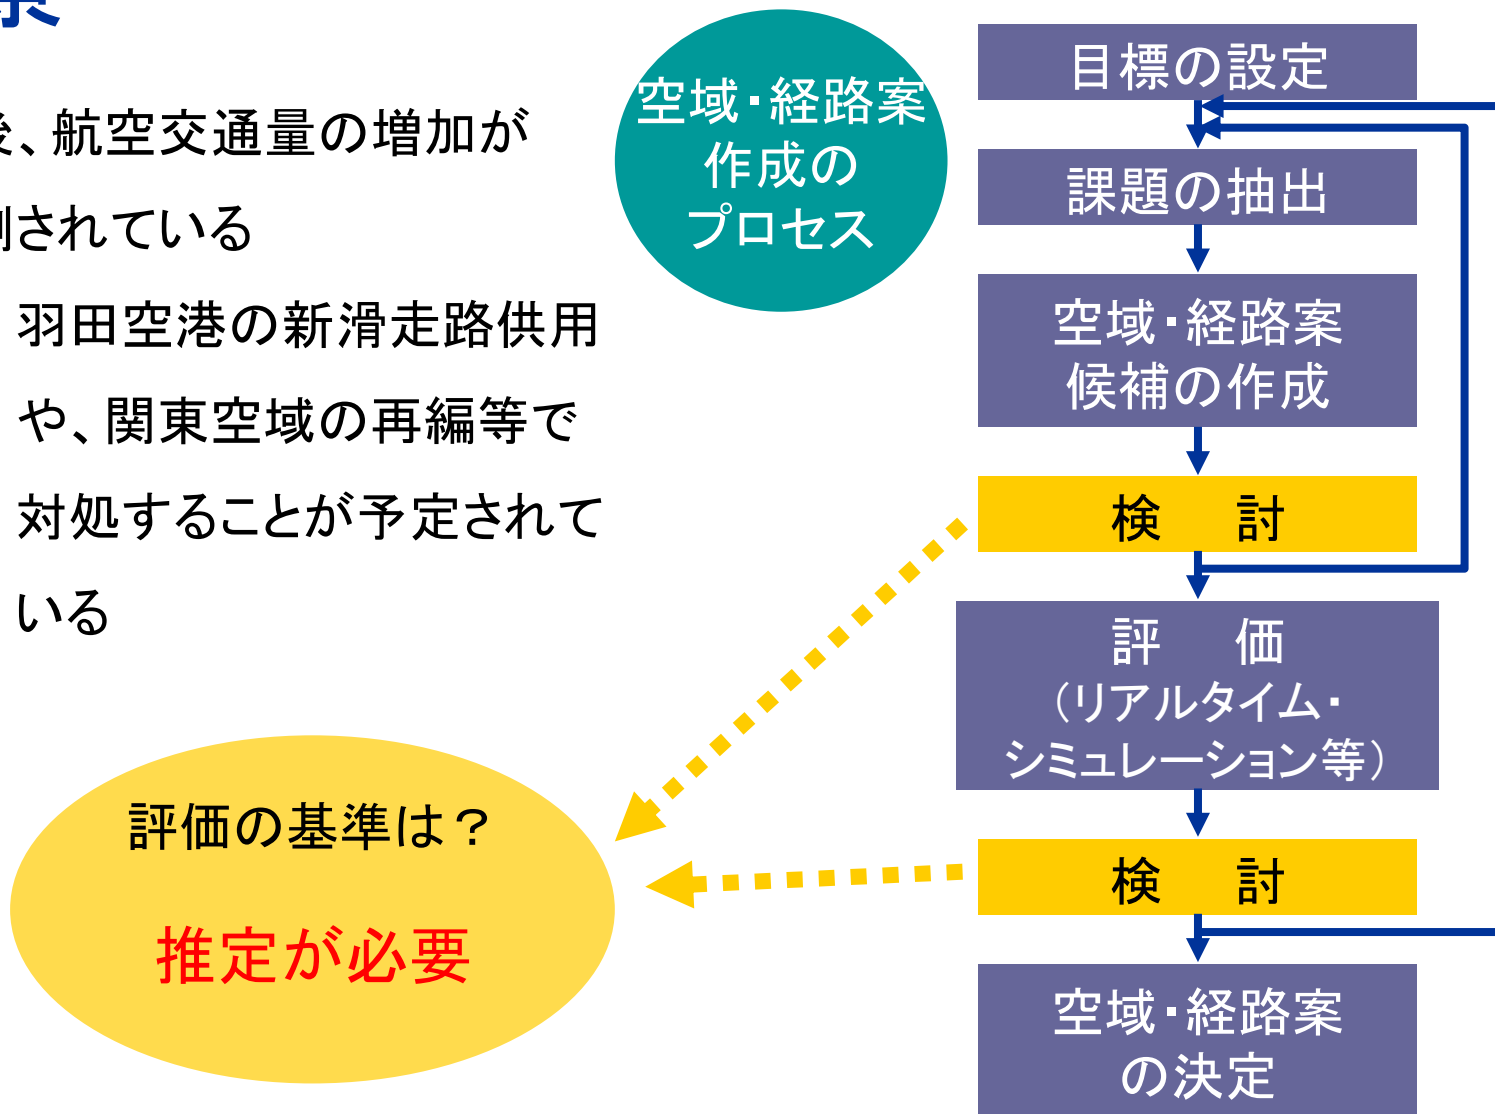 後、航空交通量の増加が
測されている
羽田空港の新滑走路供用
や、関東空域の再編等で
対処することが予定されて
いる
空域・経路案
作成の
プロセス
目標の設定
課題の抽出
空域・経路案
候補の作成
検　討
評　価
（リアルタイム・
シミュレーション等）
検　討
空域・経路案
の決定
評価の基準は？
推定が必要